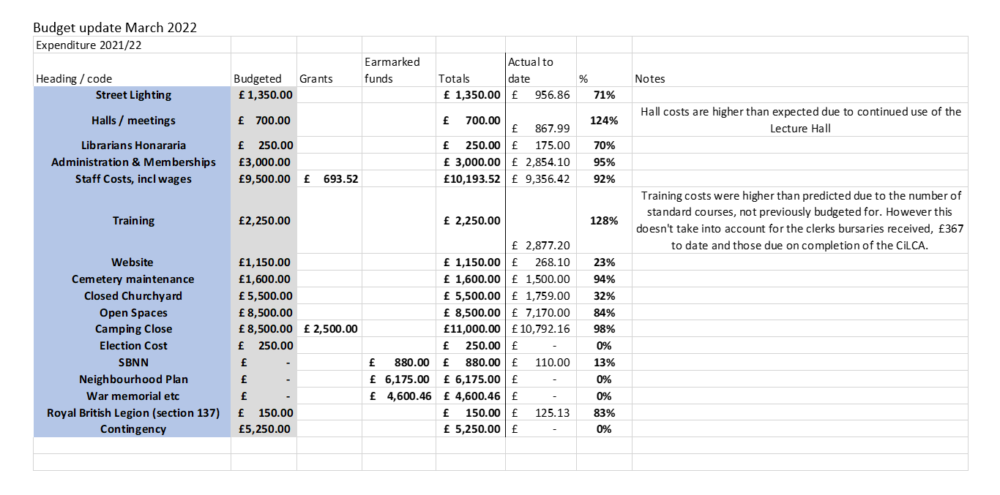 Budget update March 2022
Expenditure 2021/22
Heading / code Budgeted Grants Earmarked funds Totals Actual to date % Notes
Street Lighting £ 1,350.00 £ 1,350.00 £ 956.86 71%
Halls / meetings £ 700.00 £ 700.00 £ 867.99 124% Hall costs are higher than expected due to continued use of the Lecture Hall
Librarians Honararia £ 250.00 £ 250.00 £ 175.00 70%
Administration & Memberships £3,000.00 £ 3,000.00 £ 2,854.10 95%
Staff Costs, incl wages £9,500.00 £ 693.52 £10,193.52 £ 9,356.42 92%
Training £2,250.00 £ 2,250.00 £ 2,877.20 128% Training costs were higher than predicted due to the number of standard courses, not previously budgeted for. However this doesn't take into account for the clerks bursaries received, £367 to date and those due on completion of the CiLCA.
Website £1,150.00 £ 1,150.00 £ 268.10 23%
Cemetery maintenance £1,600.00 £ 1,600.00 £ 1,500.00 94%
Closed Churchyard £ 5,500.00 £ 5,500.00 £ 1,759.00 32%
Open Spaces £ 8,500.00 £ 8,500.00 £ 7,170.00 84%
Camping Close £ 8,500.00 £ 2,500.00 £11,000.00 £ 10,792.16 98%
Election Cost £ 250.00 £ 250.00 £ - 0%
SBNN £ - £ 880.00 £ 880.00 £ 110.00 13%
Neighbourhood Plan £ - £ 6,175.00 £ 6,175.00 £ - 0%
War memorial etc £ - £ 4,600.46 £ 4,600.46 £ - 0%
Royal British Legion (section 137) £ 150.00 £ 150.00 £ 125.13 83%
Contingency £5,250.00 £ 5,250.00 £ - 0%